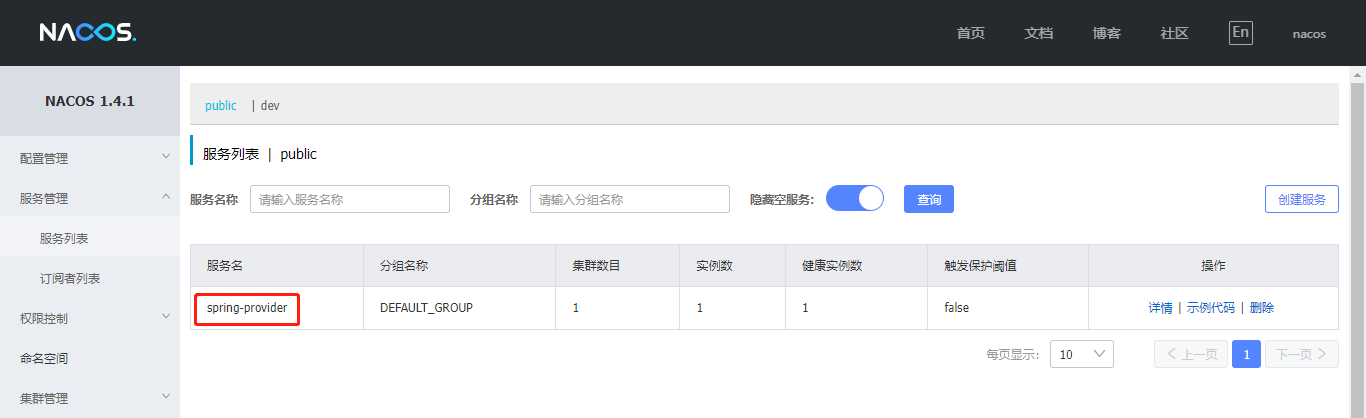 NACOS.
首页 文档 博客 社区 En nacos
NACOS 1.4.1
配置管理
服务管理
服务列表
订阅者列表
权限控制
命名空间
集群管理
public | dev
服务列表 | public
服务名称 请输入服务名称 分组名称 请输入分组名称 隐藏空服务: 查询 创建服务
服务名 分组名称 集群数目 实例数 健康实例数 触发保护阈值 操作
spring-provider DEFAULT_GROUP 1 1 1 false 详情 | 示例代码 | 删除
每页显示: 10 上一页 1 下一页